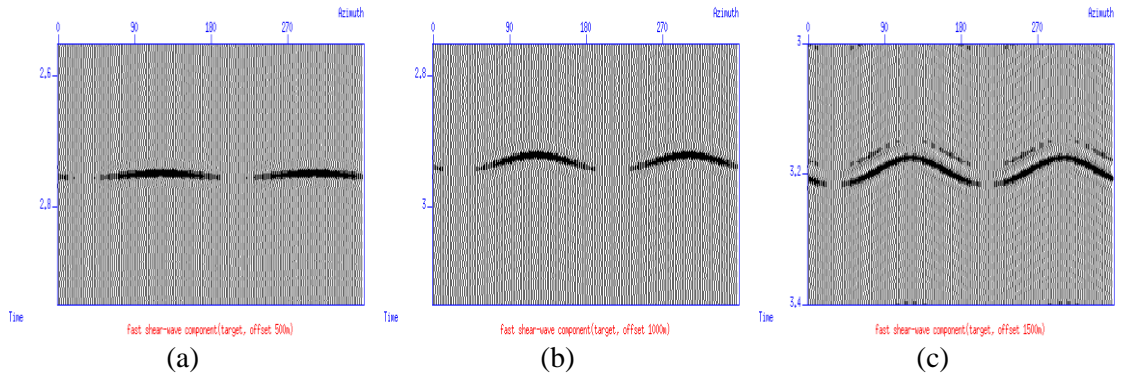 Azimuth
0 90 180 270
2.6
2.8
Time
fast shear-wave component(target, offset 500m)
(a)
Azimuth
0 90 180 270
2.8
3
Time
fast shear-wave component(target, offset 1000m)
(b)
Azimuth
0 90 180 270
3
3.2
3.4
Time
fast shear-wave component(target, offset 1500m)
(c)